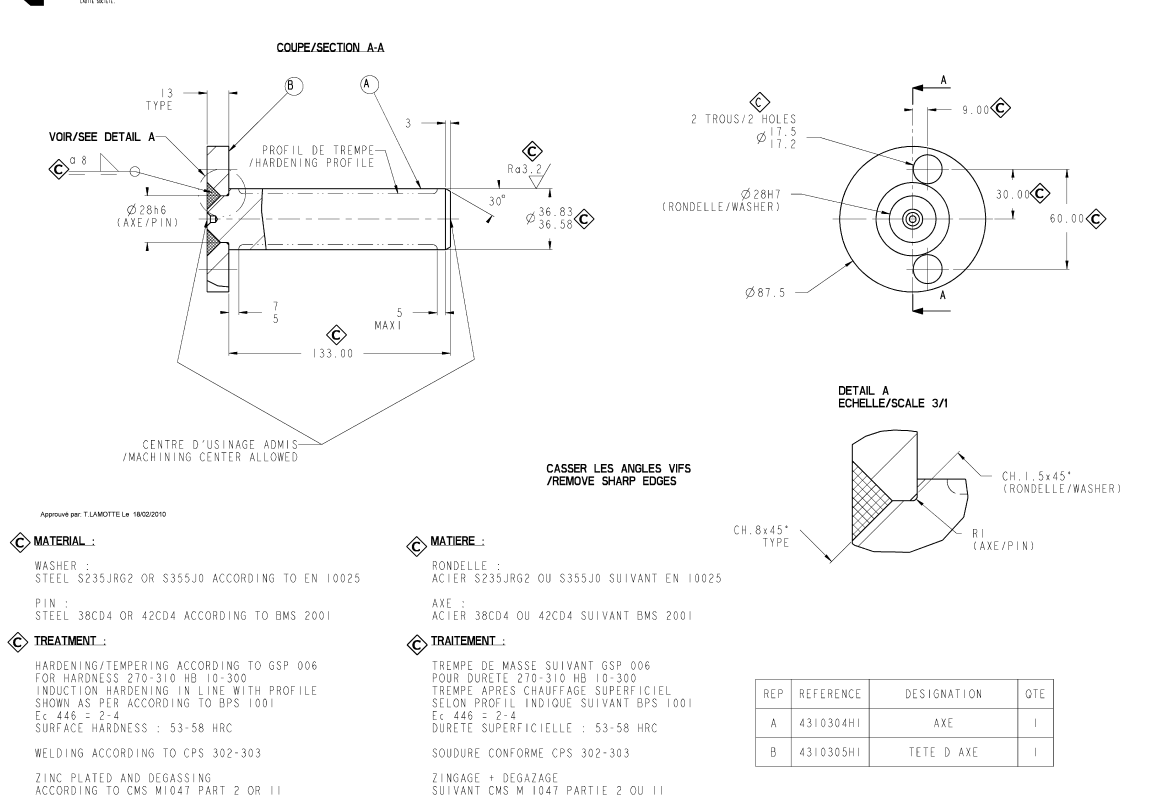 COUPE/SECTION A-A
B
A
13
TYPE
VOIR/SEE DETAIL A
C
a 8
PROFIL DE TREMPE
/HARDENING PROFILE
3
C
Ra3.2
30°
Ø28h6
(AXE/PIN)
Ø 36.83
36.58
C
7
5
5
MAXI
C
133.00
CENTRE D'USINAGE ADMIS
/MACHINING CENTER ALLOWED
A
9.00
C
C
2 TROUS/2 HOLES
Ø 17.5
17.2
Ø28H7
(RONDELLE/WASHER)
30.00
C
60.00
C
Ø87.5
A
DETAIL A
ECHELLE/SCALE 3/1
CH.1.5x45°
(RONDELLE/WASHER)
CH.8x45°
TYPE
R1
(AXE/PIN)
CASSER LES ANGLES VIFS
/REMOVE SHARP EDGES
Approuvé par: T.LAMOTTE Le 18/02/2010
C MATERIAL :
WASHER :
STEEL S235JRG2 OR S355J0 ACCORDING TO EN 10025
PIN :
STEEL 38CD4 OR 42CD4 ACCORDING TO BMS 2001
C TREATMENT :
HARDENING/TEMPERING ACCORDING TO GSP 006
FOR HARDNESS 270-310 HB 10-300
INDUCTION HARDENING IN LINE WITH PROFILE
SHOWN AS PER ACCORDING TO BPS 1001
Ec 446 = 2-4
SURFACE HARDNESS : 53-58 HRC
WELDING ACCORDING TO CPS 302-303
ZINC PLATED AND DEGASSING
ACCORDING TO CMS M1047 PART 2 OR 11
C MATIERE :
RONDELLE :
ACIER S235JRG2 OU S355J0 SUIVANT EN 10025
AXE :
ACIER 38CD4 OU 42CD4 SUIVANT BMS 2001
C TRAITEMENT :
TREMPE DE MASSE SUIVANT GSP 006
POUR DURETE 270-310 HB 10-300
TREMPE APRES CHAUFFAGE SUPERFICIEL
SELON PROFIL INDIQUE SUIVANT BPS 1001
Ec 446 = 2-4
DURETE SUPERFICIELLE : 53-58 HRC
SOUDURE CONFORME CPS 302-303
ZINGAGE + DEGAZAGE
SUIVANT CMS M 1047 PARTIE 2 OU 11
REP REFERENCE DESIGNATION QTE
A 4310304H1 AXE 1
B 4310305H1 TETE D AXE 1